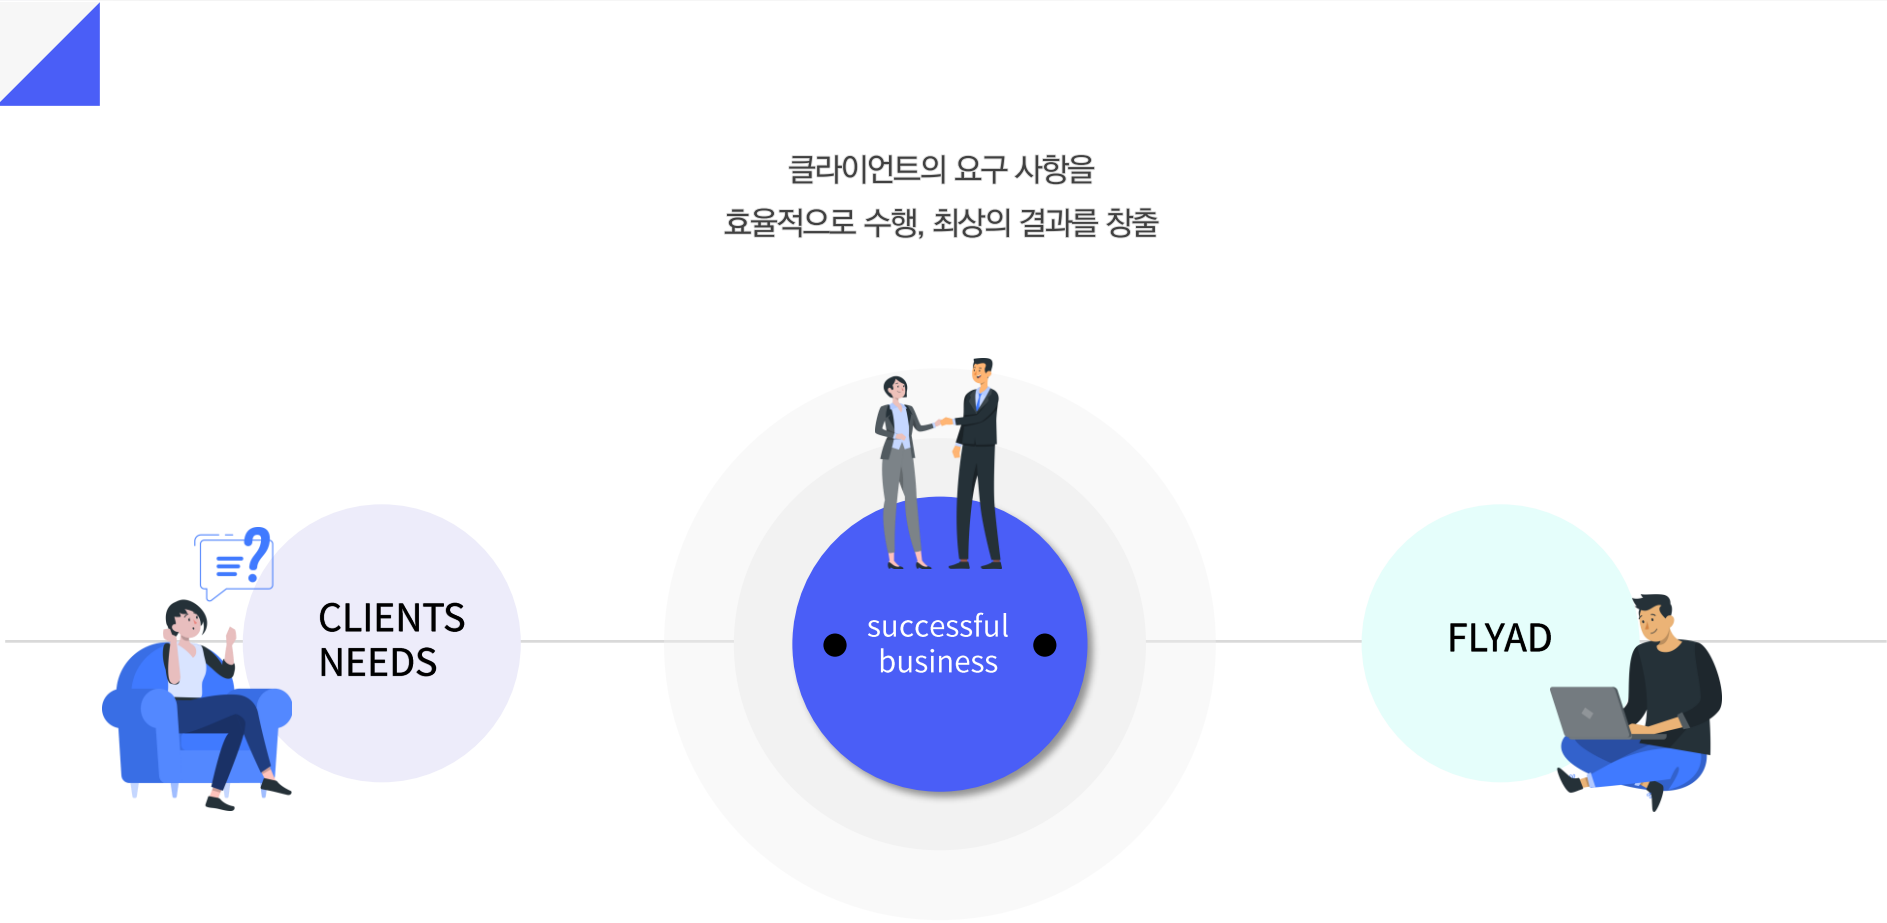 클라이언트의 요구 사항을
효율적으로 수행, 최상의 결과를 창출
?
CLIENTS
NEEDS
successful
business
FLYAD